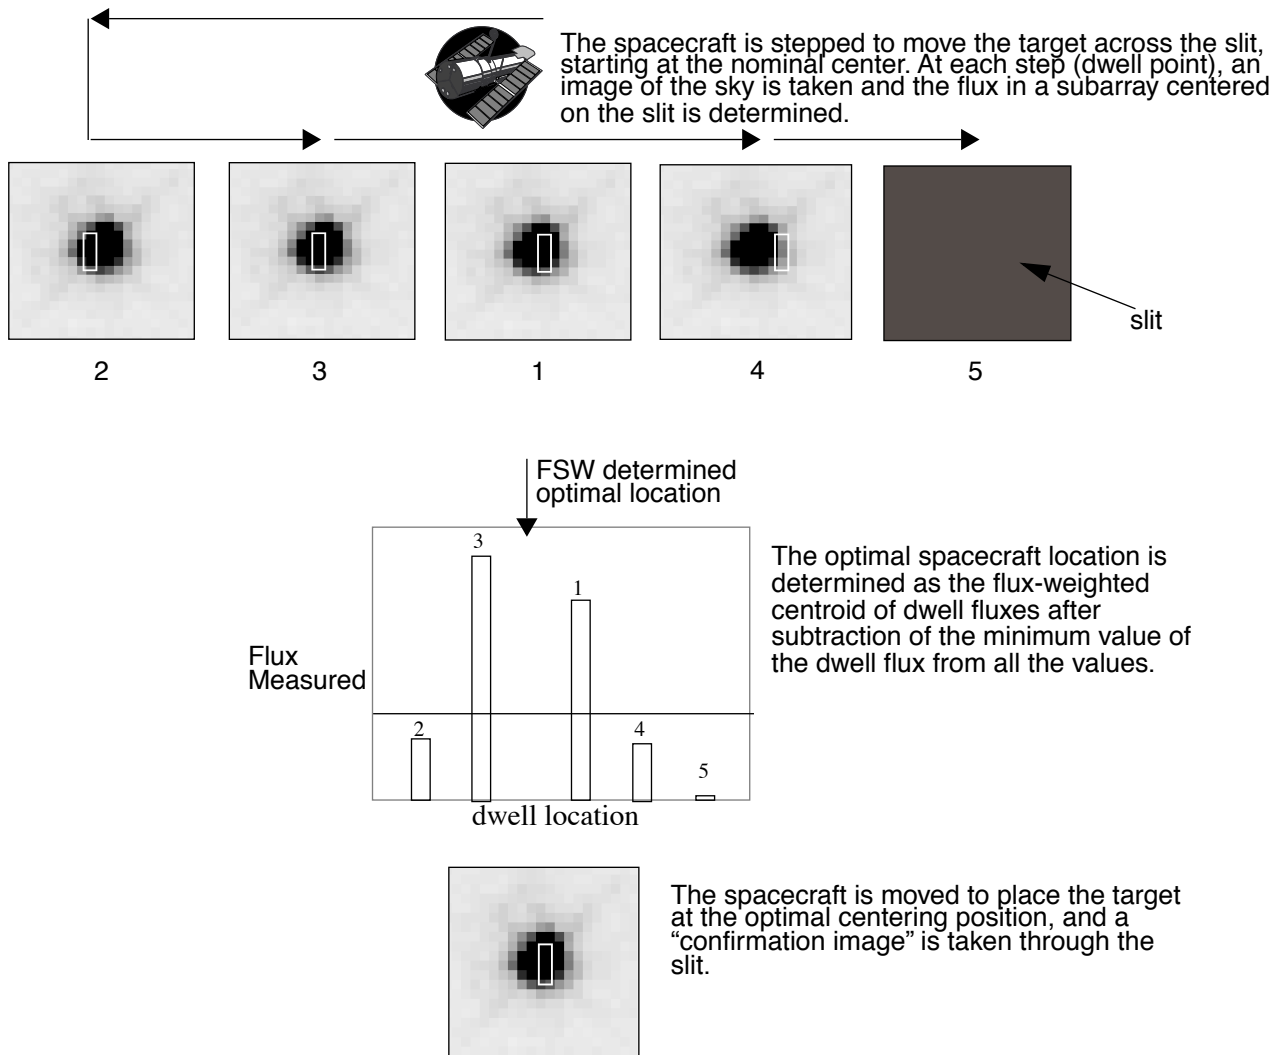 The spacecraft is stepped to move the target across the slit,
starting at the nominal center. At each step (dwell point), an
image of the sky is taken and the flux in a subarray centered
on the slit is determined.
slit
2
3
1
4
5
FSW determined
optimal location
3
1
2
4
5
Flux
Measured
dwell location
The optimal spacecraft location is
determined as the flux-weighted
centroid of dwell fluxes after
subtraction of the minimum value of
the dwell flux from all the values.
The spacecraft is moved to place the target
at the optimal centering position, and a
“confirmation image” is taken through the
slit.